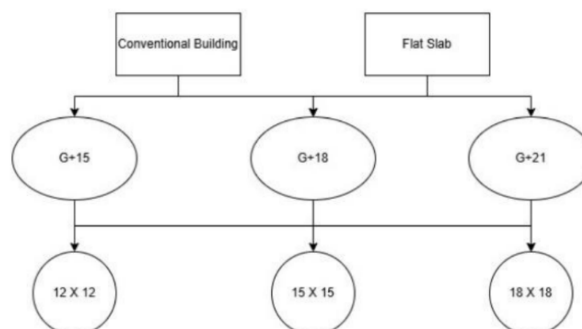 Conventional Building
Flat Slab
G+15
G+18
G+21
12 X 12
15 X 15
18 X 18